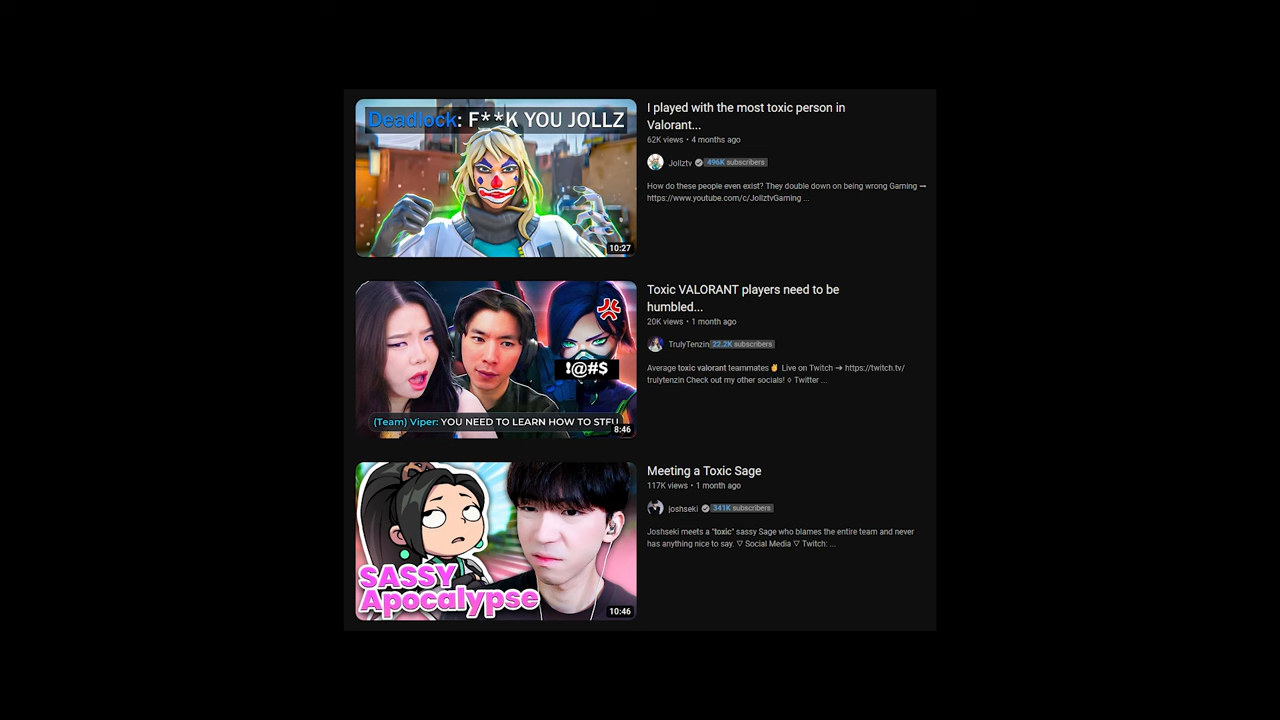 Deadlock: F**K YOU JOLLZ
10:27
I played with the most toxic person in
Valorant...
62K views • 4 months ago
Jollztv 496K subscribers
How do these people even exist? They double down on being wrong Gaming ➞
https://www.youtube.com/c/JollztvGaming ...
!@#$
(Team) Viper: YOU NEED TO LEARN HOW TO STFU
8:46
Toxic VALORANT players need to be
humbled...
20K views • 1 month ago
TrulyTenzin 22.2K subscribers
Average toxic valorant teammates ✌ Live on Twitch ➔ https://twitch.tv/
trulytenzin Check out my other socials! ◊ Twitter ...
SASSY
Apocalypse
10:46
Meeting a Toxic Sage
117K views • 1 month ago
joshseki 341K subscribers
Joshseki meets a "toxic" sassy Sage who blames the entire team and never
has anything nice to say. ▽ Social Media ▽ Twitch: ...